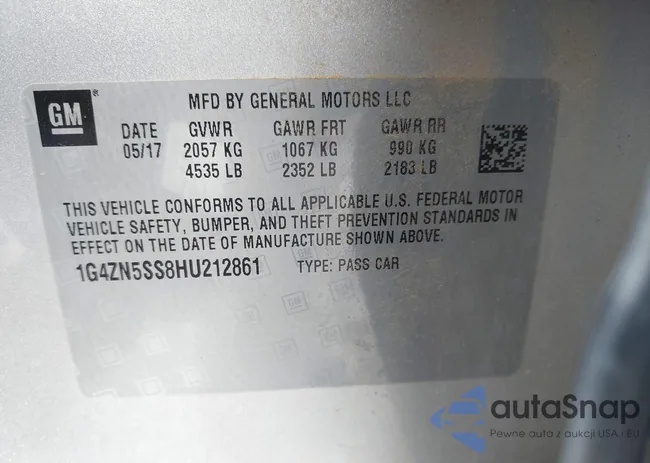 GM
MFD BY GENERAL MOTORS LLC
DATE GVWR GAWR FRT GAWR RR
05/17 2057 KG 1067 KG 990 KG
4535 LB 2352 LB 2183 LB
THIS VEHICLE CONFORMS TO ALL APPLICABLE U.S. FEDERAL MOTOR
VEHICLE SAFETY, BUMPER, AND THEFT PREVENTION STANDARDS IN
EFFECT ON THE DATE OF MANUFACTURE SHOWN ABOVE.
1G4ZN5SS8HU212861 TYPE: PASS CAR
autaSnap
Pewne auta z aukcji USA i EU